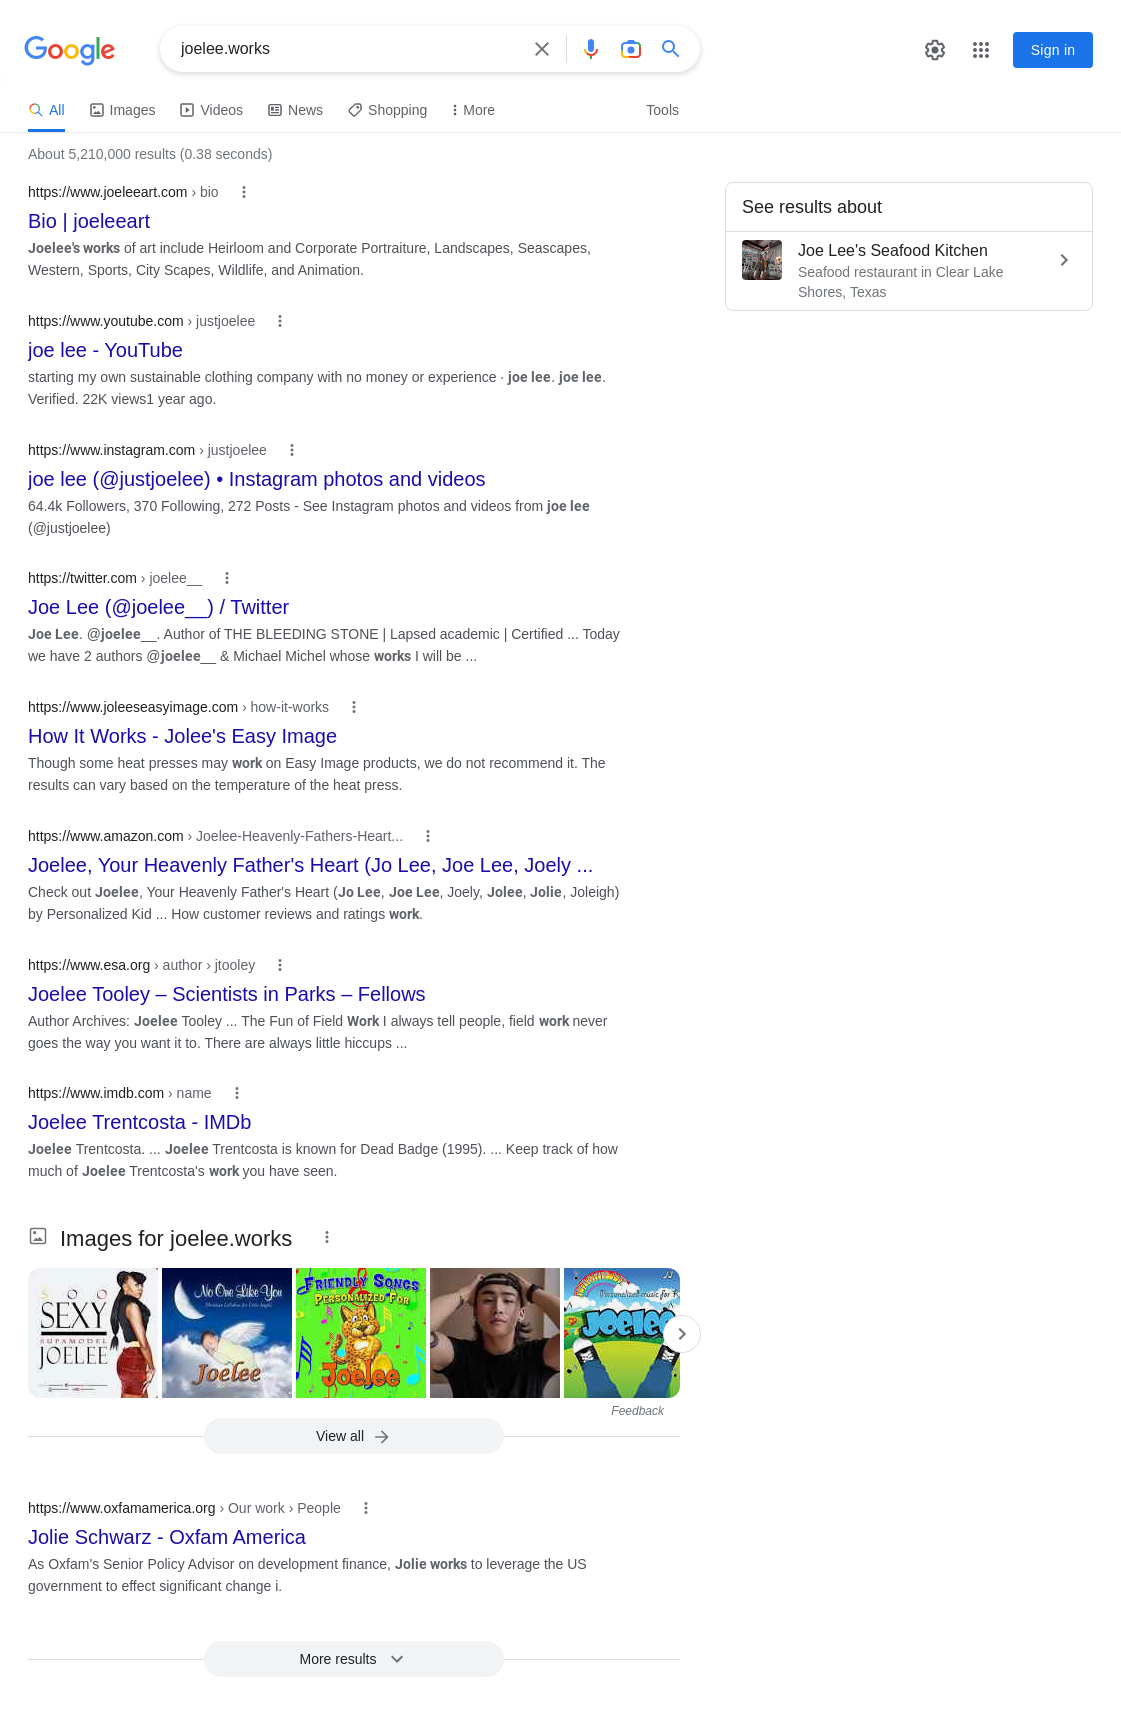 Google
joelee.works
Sign in
All
Images
Videos
News
Shopping
More
Tools
About 5,210,000 results (0.38 seconds)
https://www.joeleeart.com › bio
Bio | joeleeart
Joelee's works of art include Heirloom and Corporate Portraiture, Landscapes, Seascapes,
Western, Sports, City Scapes, Wildlife, and Animation.
https://www.youtube.com › justjoelee
joe lee - YouTube
starting my own sustainable clothing company with no money or experience · joe lee. joe lee.
Verified. 22K views1 year ago.
https://www.instagram.com › justjoelee
joe lee (@justjoelee) • Instagram photos and videos
64.4k Followers, 370 Following, 272 Posts - See Instagram photos and videos from joe lee
(@justjoelee)
https://twitter.com › joelee__
Joe Lee (@joelee__) / Twitter
Joe Lee. @joelee__. Author of THE BLEEDING STONE | Lapsed academic | Certified ... Today
we have 2 authors @joelee__ & Michael Michel whose works I will be ...
https://www.joleeseasyimage.com › how-it-works
How It Works - Jolee's Easy Image
Though some heat presses may work on Easy Image products, we do not recommend it. The
results can vary based on the temperature of the heat press.
https://www.amazon.com › Joelee-Heavenly-Fathers-Heart...
Joelee, Your Heavenly Father's Heart (Jo Lee, Joe Lee, Joely ...
Check out Joelee, Your Heavenly Father's Heart (Jo Lee, Joe Lee, Joely, Jolee, Jolie, Joleigh)
by Personalized Kid ... How customer reviews and ratings work.
https://www.esa.org › author › jtooley
Joelee Tooley – Scientists in Parks – Fellows
Author Archives: Joelee Tooley ... The Fun of Field Work I always tell people, field work never
goes the way you want it to. There are always little hiccups ...
https://www.imdb.com › name
Joelee Trentcosta - IMDb
Joelee Trentcosta. ... Joelee Trentcosta is known for Dead Badge (1995). ... Keep track of how
much of Joelee Trentcosta's work you have seen.
Images for joelee.works
SOO
SEXY
SUPAMODEL
JOELEE
No One Like You
Joelee
FRIENDLY SONGS
PERSONALIZED FOR
Joelee
Personalized music for K
Joelee
Feedback
View all
https://www.oxfamamerica.org › Our work › People
Jolie Schwarz - Oxfam America
As Oxfam's Senior Policy Advisor on development finance, Jolie works to leverage the US
government to effect significant change i.
More results
See results about
Joe Lee's Seafood Kitchen
Seafood restaurant in Clear Lake
Shores, Texas